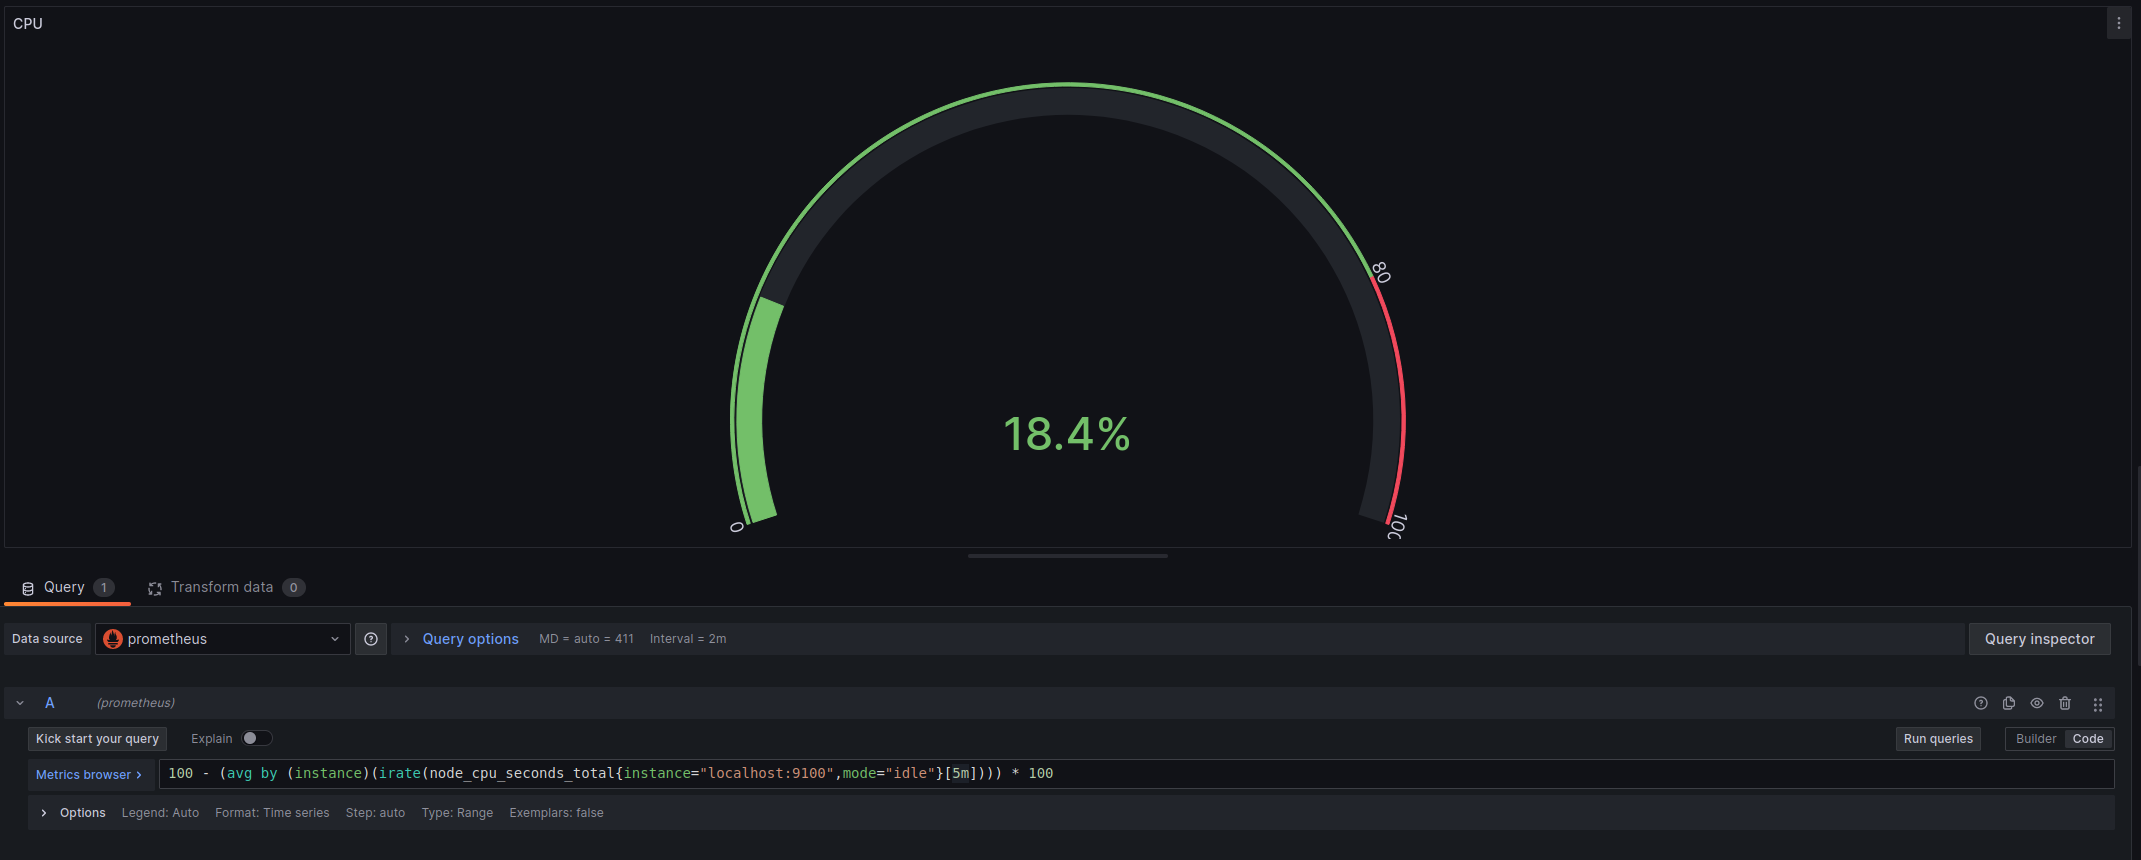 CPU
80
18.4%
0
100
Query 1 Transform data 0
Data source prometheus Query options MD = auto = 411 Interval = 2m Query inspector
A (prometheus)
Kick start your query Explain Run queries Builder Code
Metrics browser > 100 - (avg by (instance)(irate(node_cpu_seconds_total{instance="localhost:9100",mode="idle"}[5m]))) * 100
> Options Legend: Auto Format: Time series Step: auto Type: Range Exemplars: false